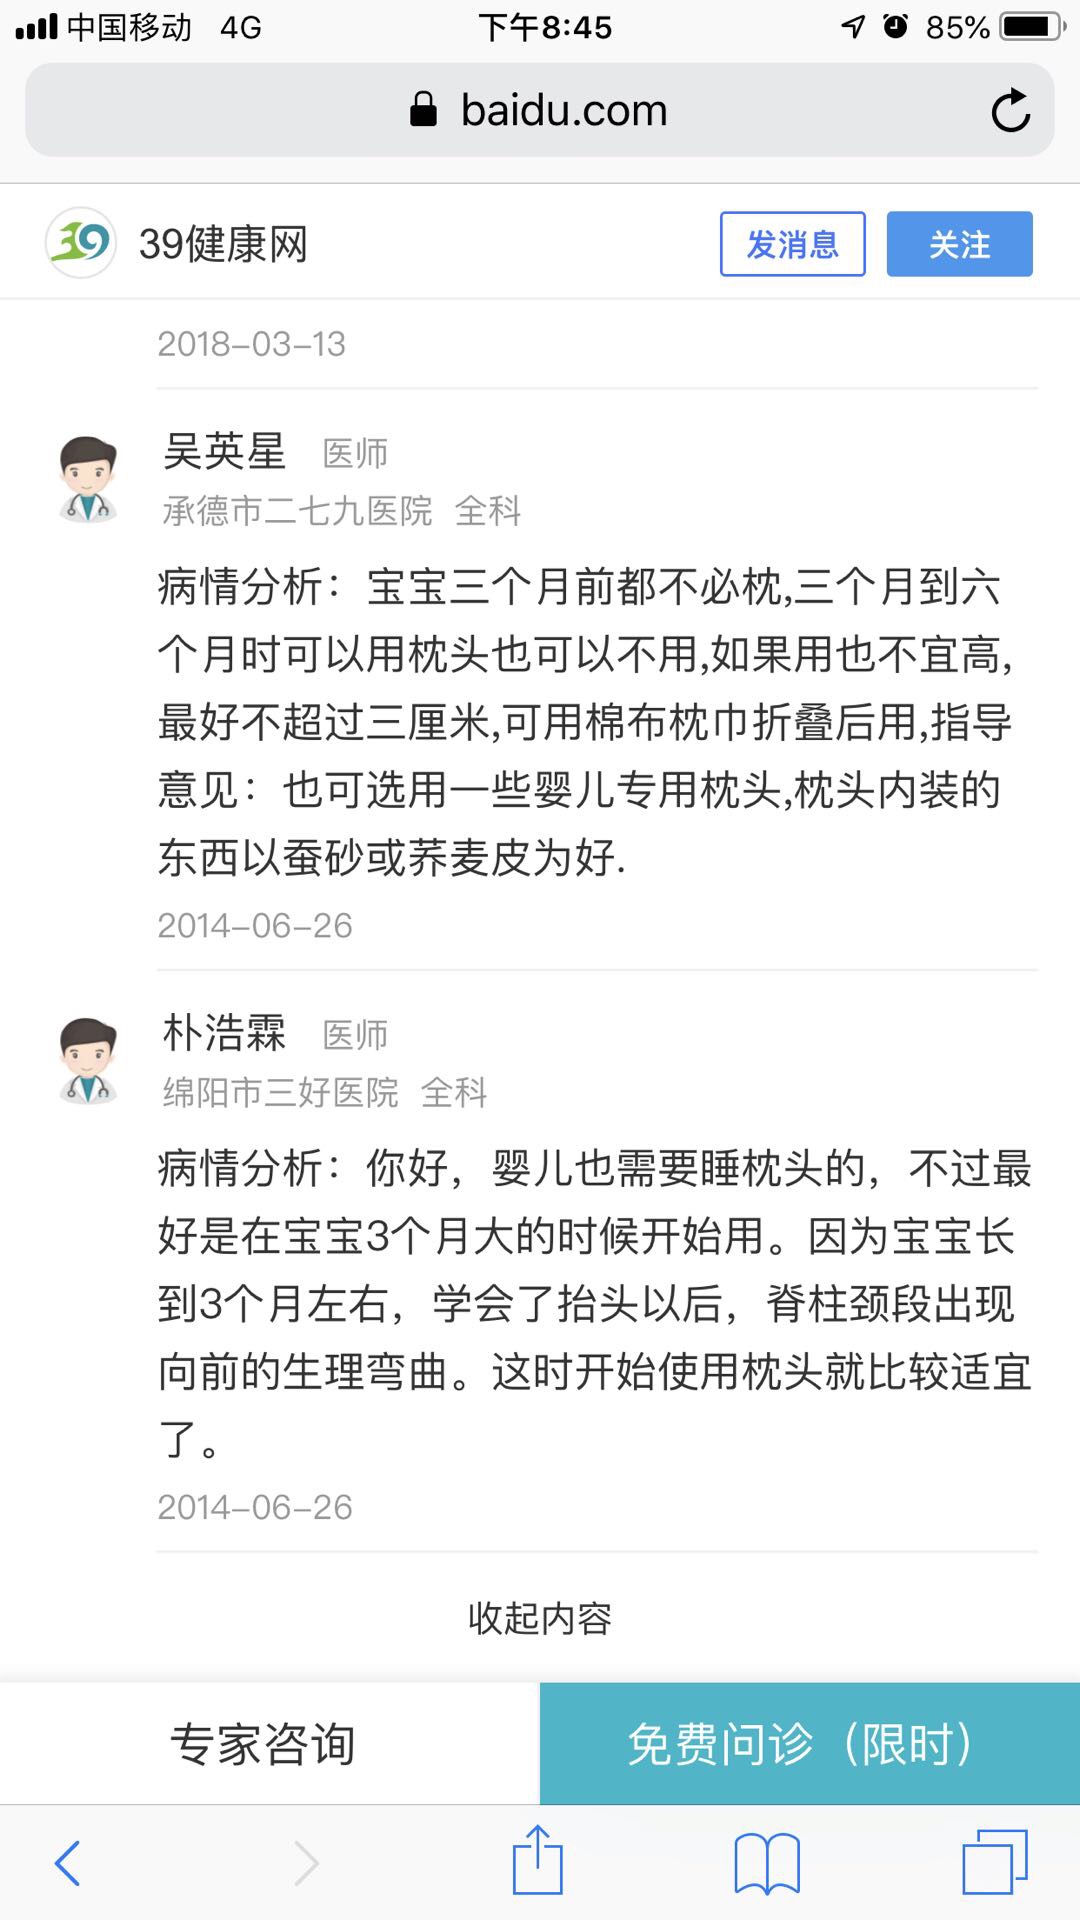 中国移动 4G 下午8:45 85%
baidu.com
39 39健康网 发消息 关注
2018-03-13
吴英星 医师
承德市二七九医院 全科
病情分析：宝宝三个月前都不必枕,三个月到六
个月时可以用枕头也可以不用,如果用也不宜高,
最好不超过三厘米,可用棉布枕巾折叠后用,指导
意见：也可选用一些婴儿专用枕头,枕头内装的
东西以蚕砂或荞麦皮为好.
2014-06-26
朴浩霖 医师
绵阳市三好医院 全科
病情分析：你好，婴儿也需要睡枕头的，不过最
好是在宝宝3个月大的时候开始用。因为宝宝长
到3个月左右，学会了抬头以后，脊柱颈段出现
向前的生理弯曲。这时开始使用枕头就比较适宜
了。
2014-06-26
收起内容
专家咨询 免费问诊（限时）